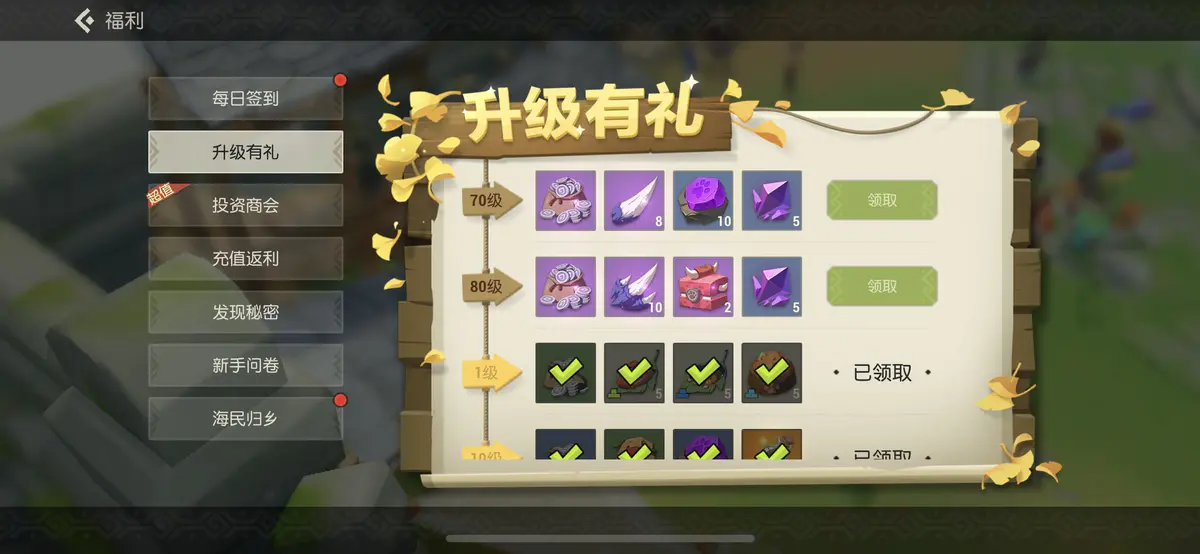 福利
每日签到
升级有礼
超值
投资商会
充值返利
发现秘密
新手问卷
海民归乡
升级有礼
70级
8
10
5
领取
80级
10
2
5
领取
1级
5
5
5
· 已领取 ·
10级
· 已领取 ·